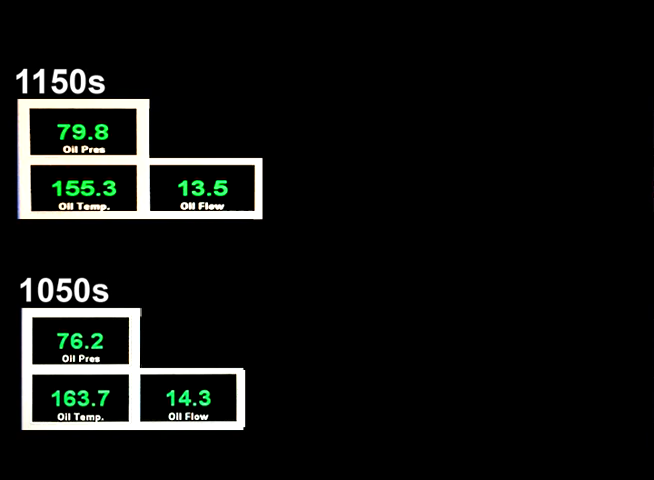 1150s
79.8
Oil Pres
155.3 13.5
Oil Temp. Oil Flow
1050s
76.2
Oil Pres
163.7 14.3
Oil Temp. Oil Flow